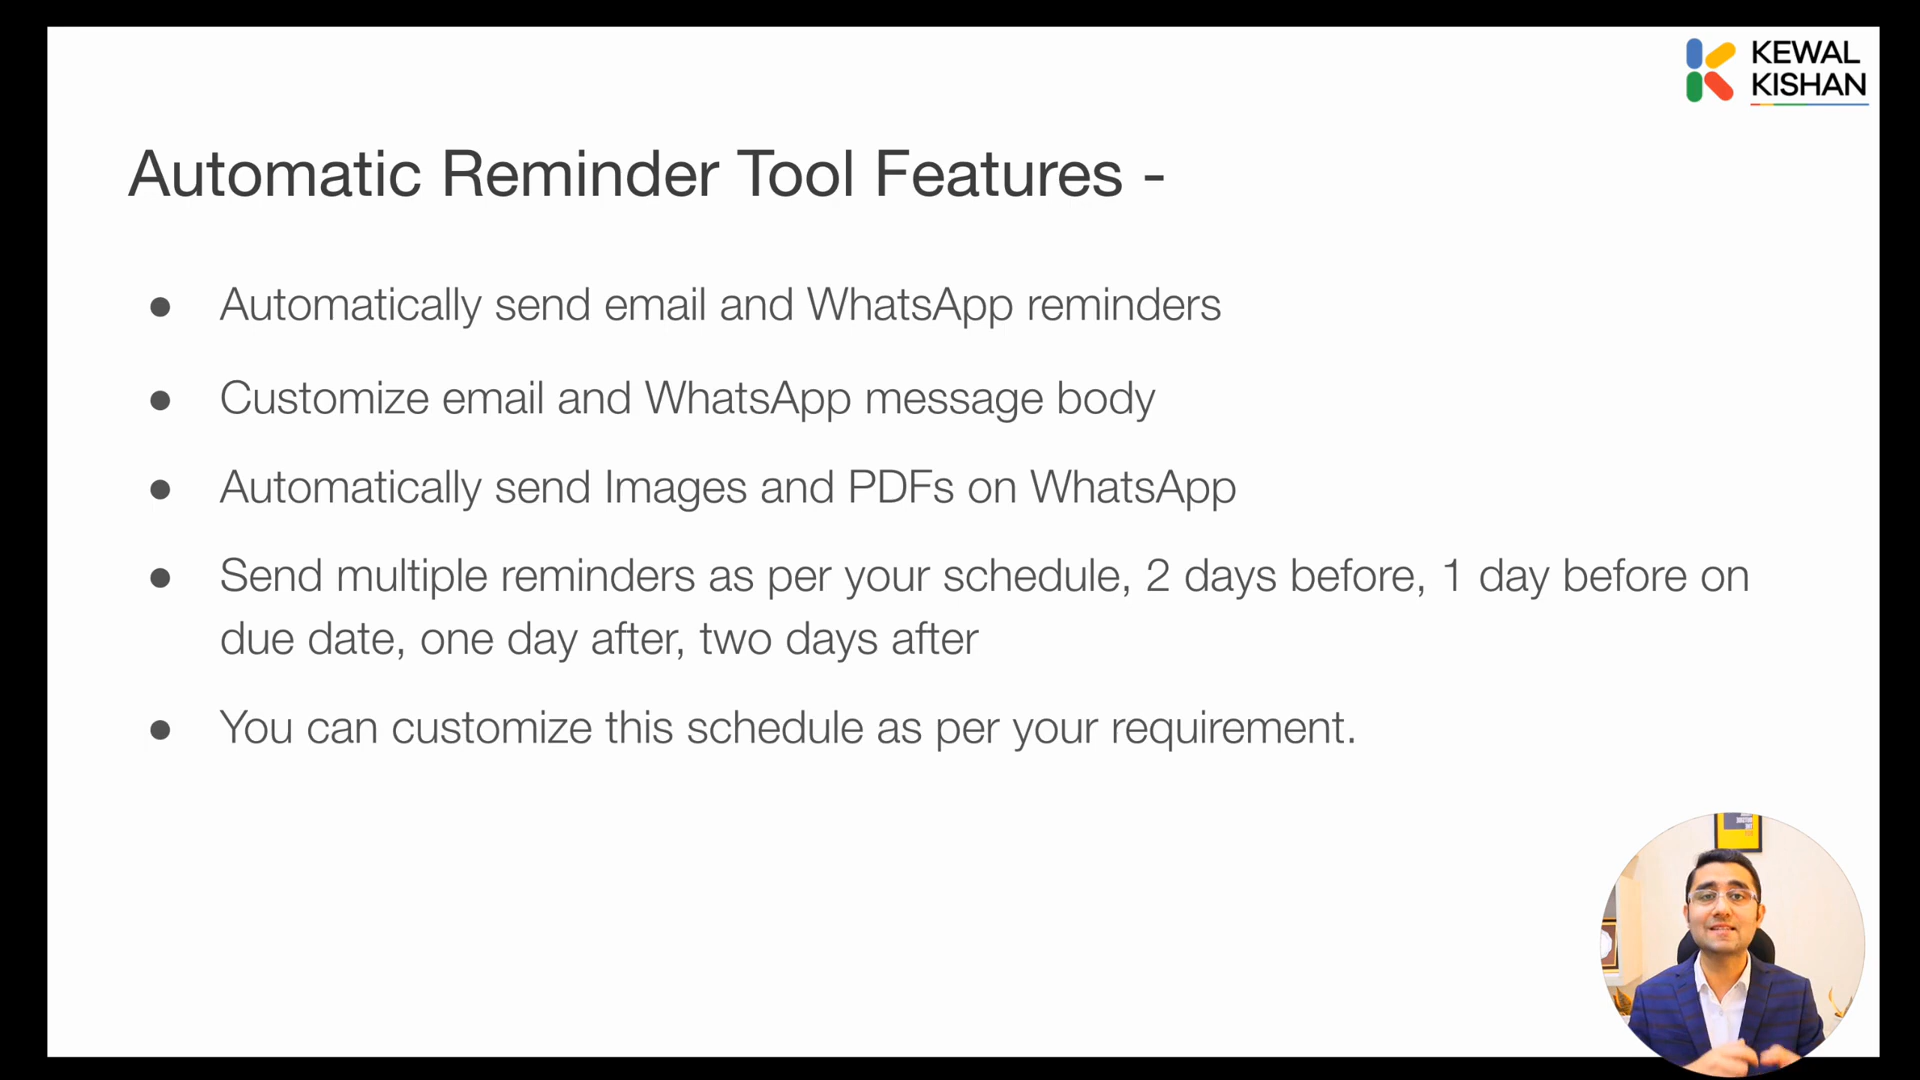 KEWAL
KISHAN
Automatic Reminder Tool Features -
● Automatically send email and WhatsApp reminders
● Customize email and WhatsApp message body
● Automatically send Images and PDFs on WhatsApp
● Send multiple reminders as per your schedule, 2 days before, 1 day before on
due date, one day after, two days after
● You can customize this schedule as per your requirement.